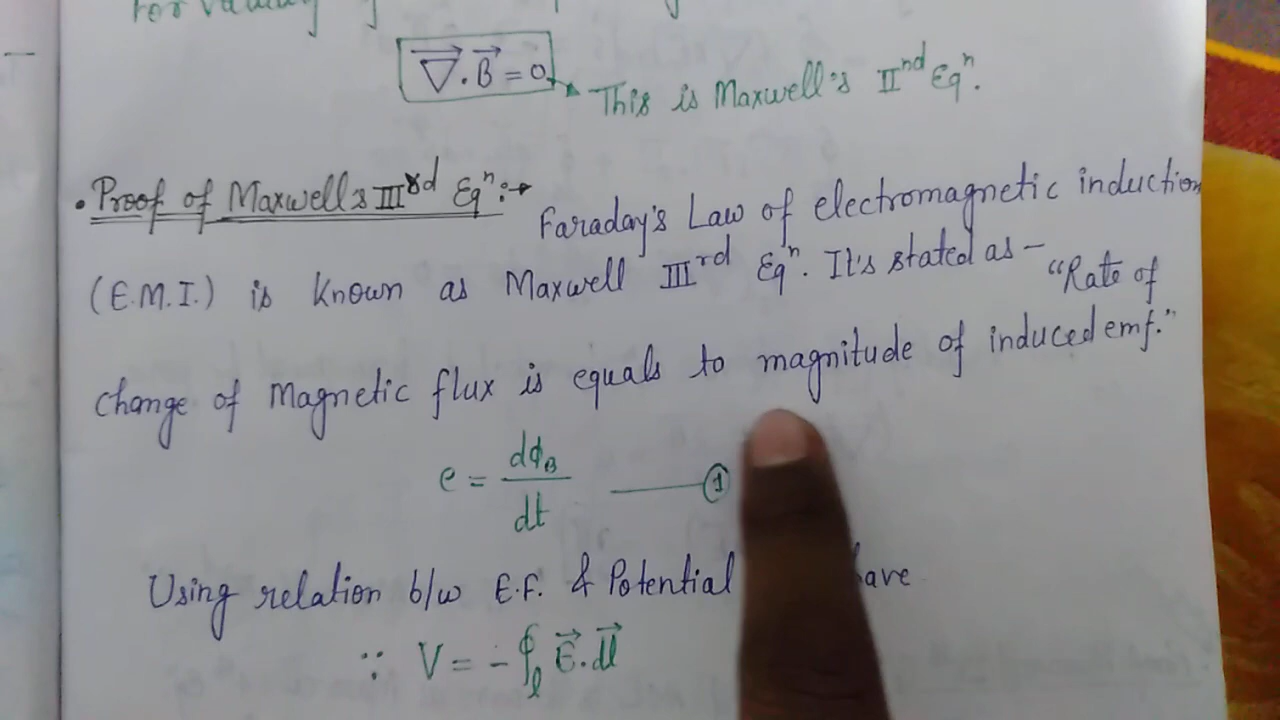 For
∇⃗.B⃗ = 0
This is Maxwell's IInd Eqn.
• Proof of Maxwell's IIIrd Eqn :→ Faraday's Law of electromagnetic induction
(E.M.I.) is known as Maxwell IIIrd Eqn. It's stated as – "Rate of
change of Magnetic flux is equals to magnitude of induced emf."
e = dϕB/dt —— ①
Using relation b/w E.F. & Potential have
∵ V = - ∮l E⃗.dl⃗